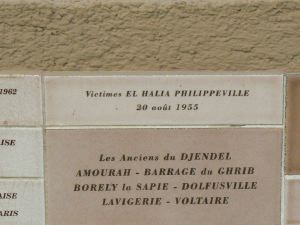 1962
Victimes EL HALIA PHILIPPEVILLE
20 août 1955
Les Anciens du DJENDEL
AMOURAH - BARRAGE du GHRIB
BORELY la SAPIE - DOLFUSVILLE
LAVIGERIE - VOLTAIRE
AISE
AISE
ARIS